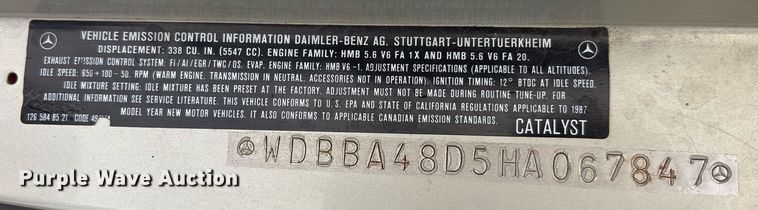 VEHICLE EMISSION CONTROL INFORMATION DAIMLER-BENZ AG. STUTTGART-UNTERTUERKHEIM
DISPLACEMENT: 338 CU. IN. (5547 CC). ENGINE FAMILY: HMB 5.6 V6 FA 1X AND HMB 5.6 V6 FA 20.
EXHAUST EMISSION CONTROL SYSTEM: FI/AI/EGR/TWC/OS. EVAP. ENGINE FAMILY: HMB V6-1. ADJUSTMENT SPECIFICATIONS (APPLICABLE TO ALL ALTITUDES).
IDLE SPEED: 650 +100-50. RPM (WARM ENGINE. TRANSMISSION IN NEUTRAL. ACCESSORIES NOT IN OPERATION). IGNITION TIMING: 12° BTDC AT IDLE SPEED.
IDLE MIXTURE SETTING: IDLE MIXTURE HAS BEEN PRESET AT THE FACTORY. ADJUSTMENT MUST NOT BE MADE DURING ROUTINE TUNE-UP. FOR
ADDITIONAL INFORMATION SEE SERVICE LITERATURE. THIS VEHICLE CONFORMS TO U.S. EPA AND STATE OF CALIFORNIA REGULATIONS APPLICABLE TO 1987
MODEL YEAR NEW MOTOR VEHICLES. IT ALSO CONFORMS TO APPLICABLE CANADIAN EMISSION STANDARDS.
126 584 85 21 CODE
CATALYST
WDBBA48D5HA067847
Purple Wave Auction